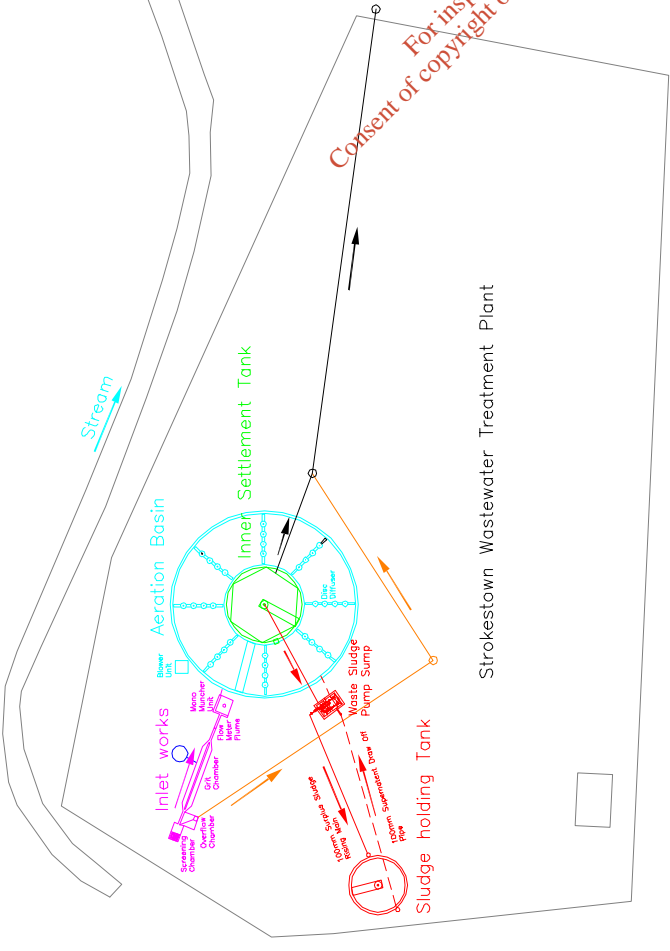 For insp
Consent of copyright o
Stream
Aeration Basin
Inner Settlement Tank
Blower
Unit
Disc
Diffuser
Inlet works
Mono
Muncher
Unit
Flow
Meter
Flume
Grit
Chamber
Overflow
Chamber
Screening
Chamber
Waste Sludge
Pump Sump
100mm Surplus Sludge
Rising Main
100mm Supernatent Draw Off
Pipe
Sludge holding Tank
Strokestown Wastewater Treatment Plant